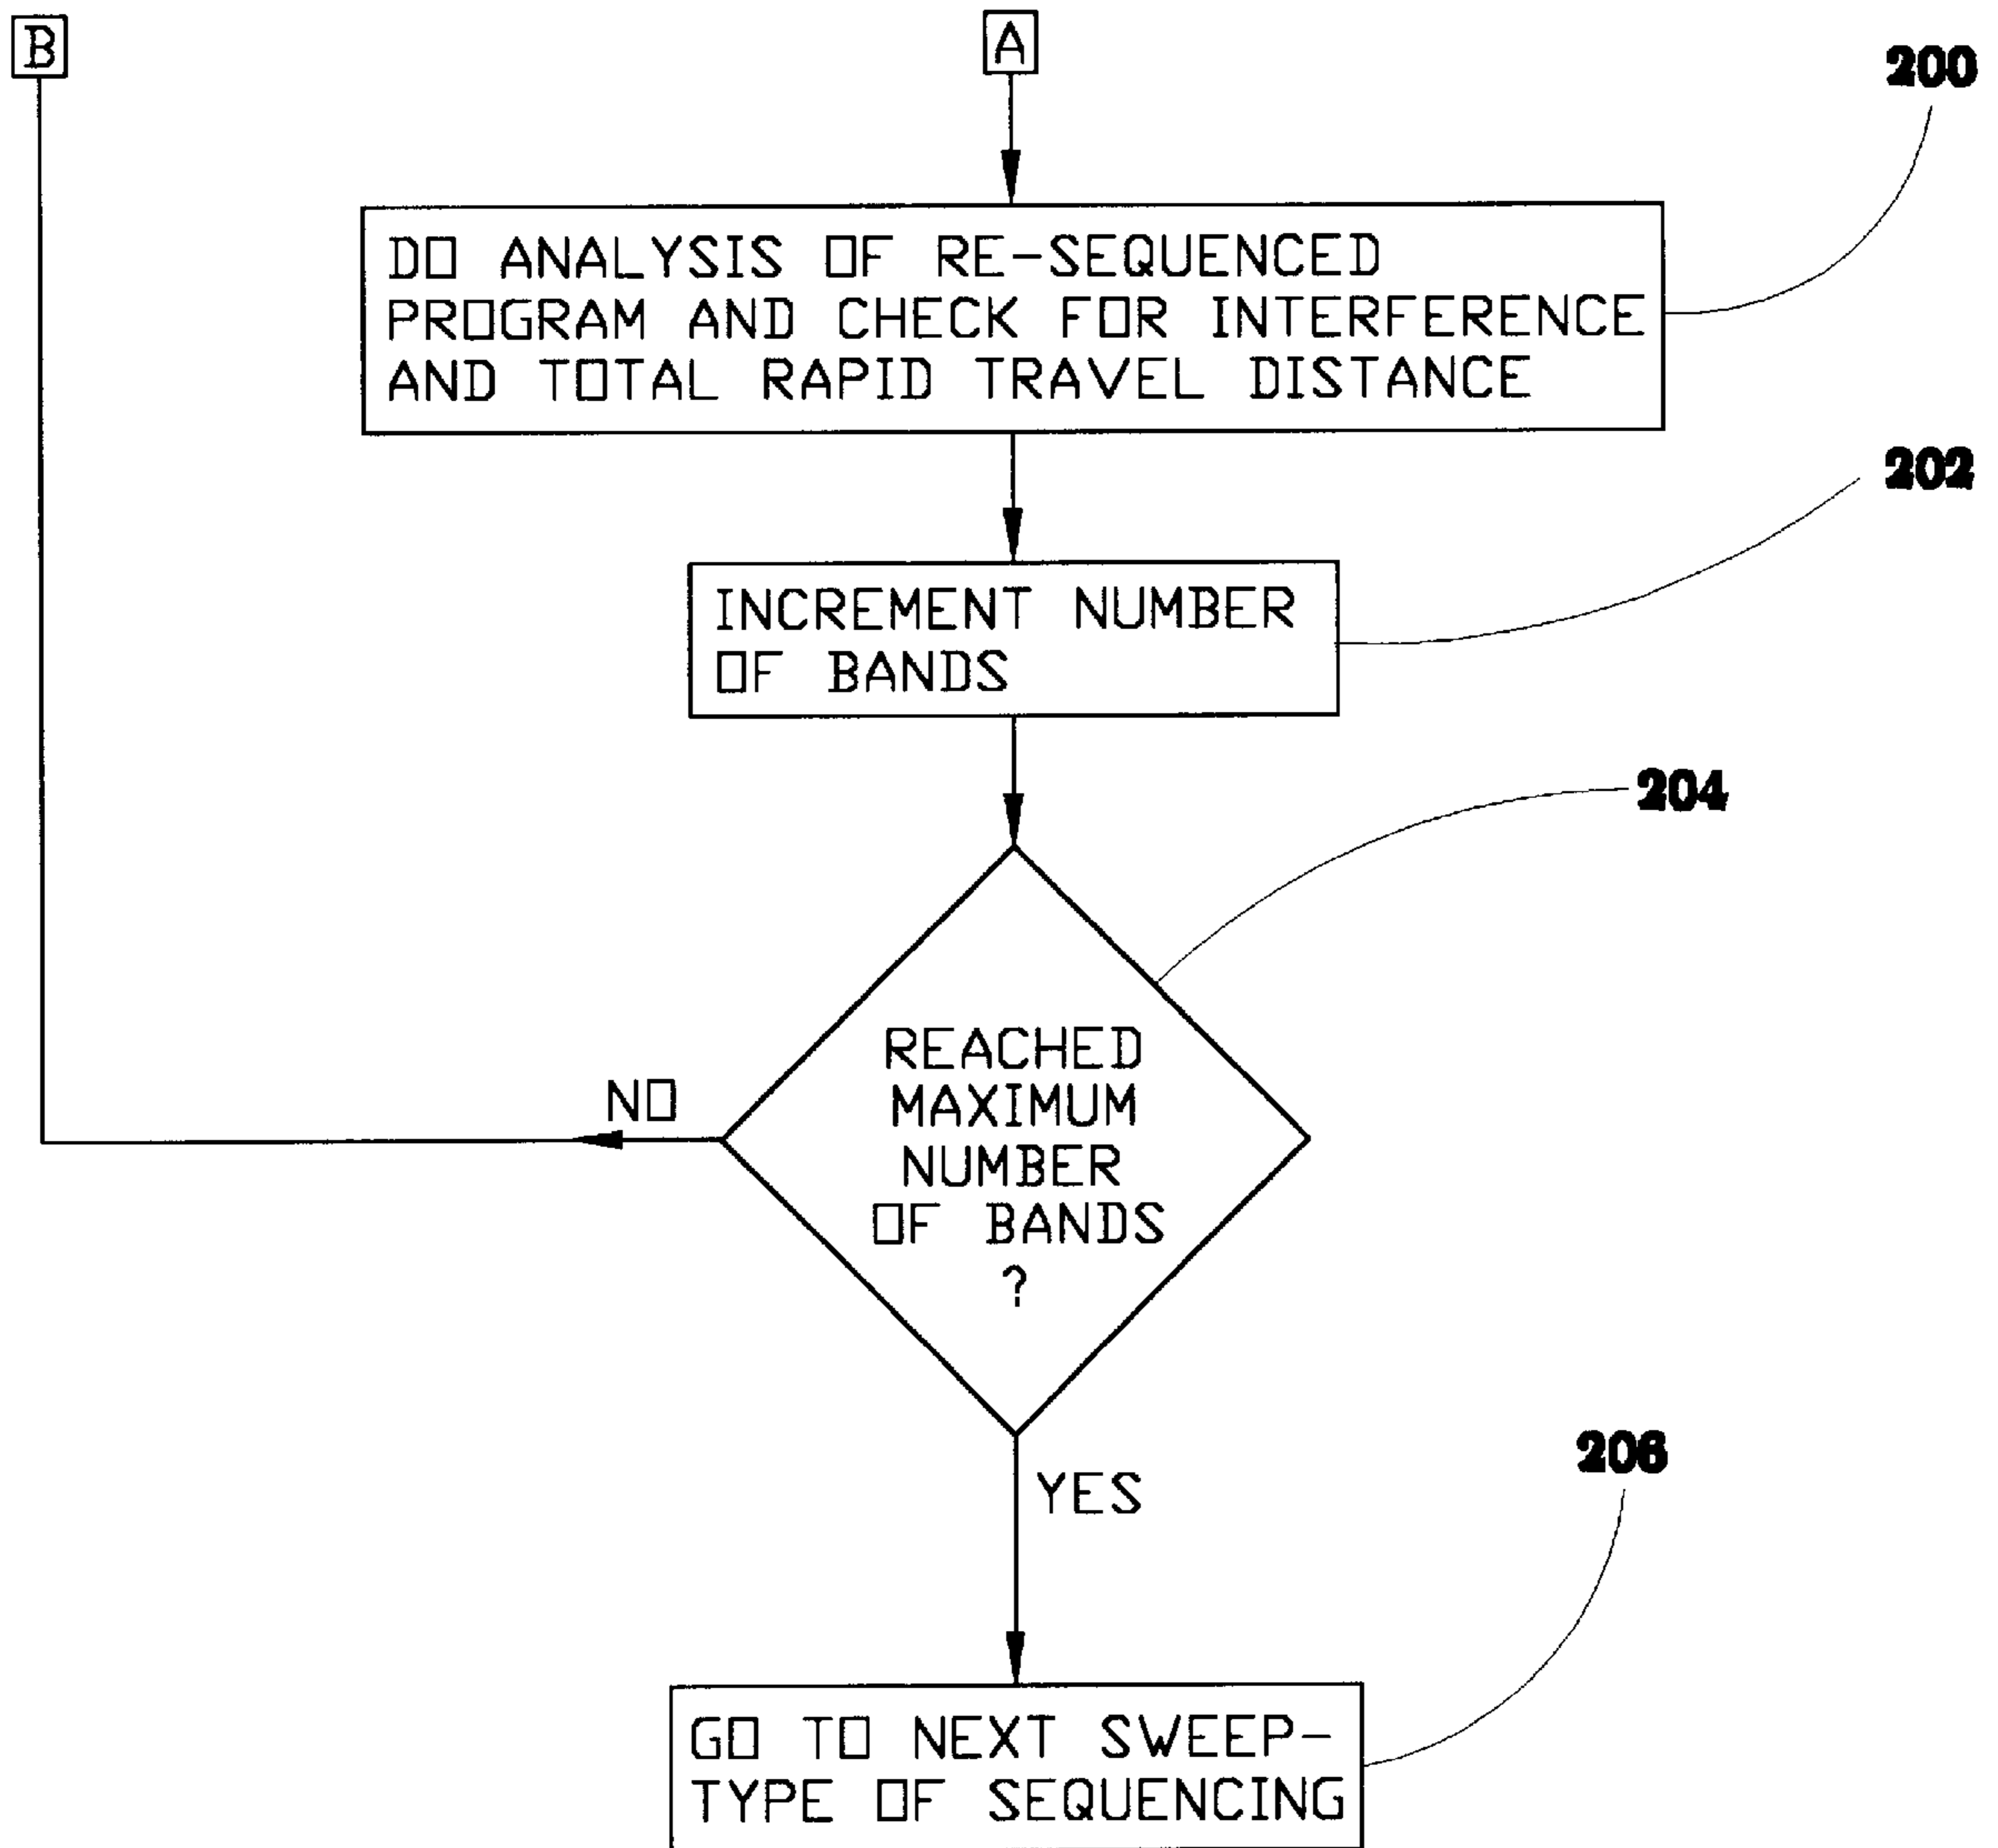 B
A
200
DO ANALYSIS OF RE-SEQUENCED
PROGRAM AND CHECK FOR INTERFERENCE
AND TOTAL RAPID TRAVEL DISTANCE
202
INCREMENT NUMBER
OF BANDS
204
REACHED
MAXIMUM
NUMBER
OF BANDS
?
NO
YES
206
GO TO NEXT SWEEP-
TYPE OF SEQUENCING